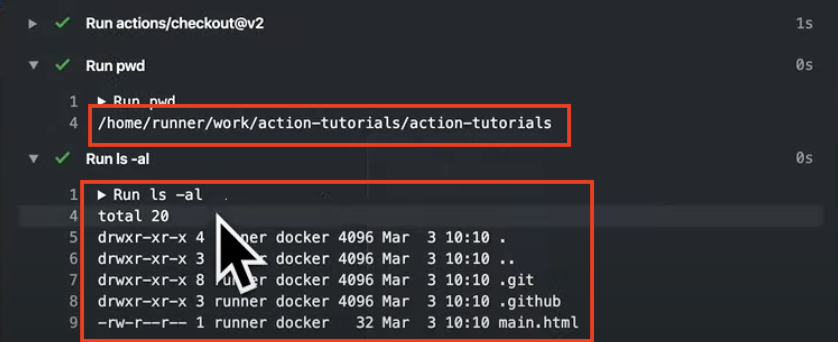 ▶ ✓ Run actions/checkout@v2 1s
▼ ✓ Run pwd 0s
1 ▶ Run pwd
4 /home/runner/work/action-tutorials/action-tutorials
▼ ✓ Run ls -al 0s
1 ▶ Run ls -al
4 total 20
5 drwxr-xr-x 4 runner docker 4096 Mar  3 10:10 .
6 drwxr-xr-x 3 docker 4096 Mar  3 10:10 ..
7 drwxr-xr-x 8 runner docker 4096 Mar  3 10:10 .git
8 drwxr-xr-x 3 runner docker 4096 Mar  3 10:10 .github
9 -rw-r--r-- 1 runner docker   32 Mar  3 10:10 main.html